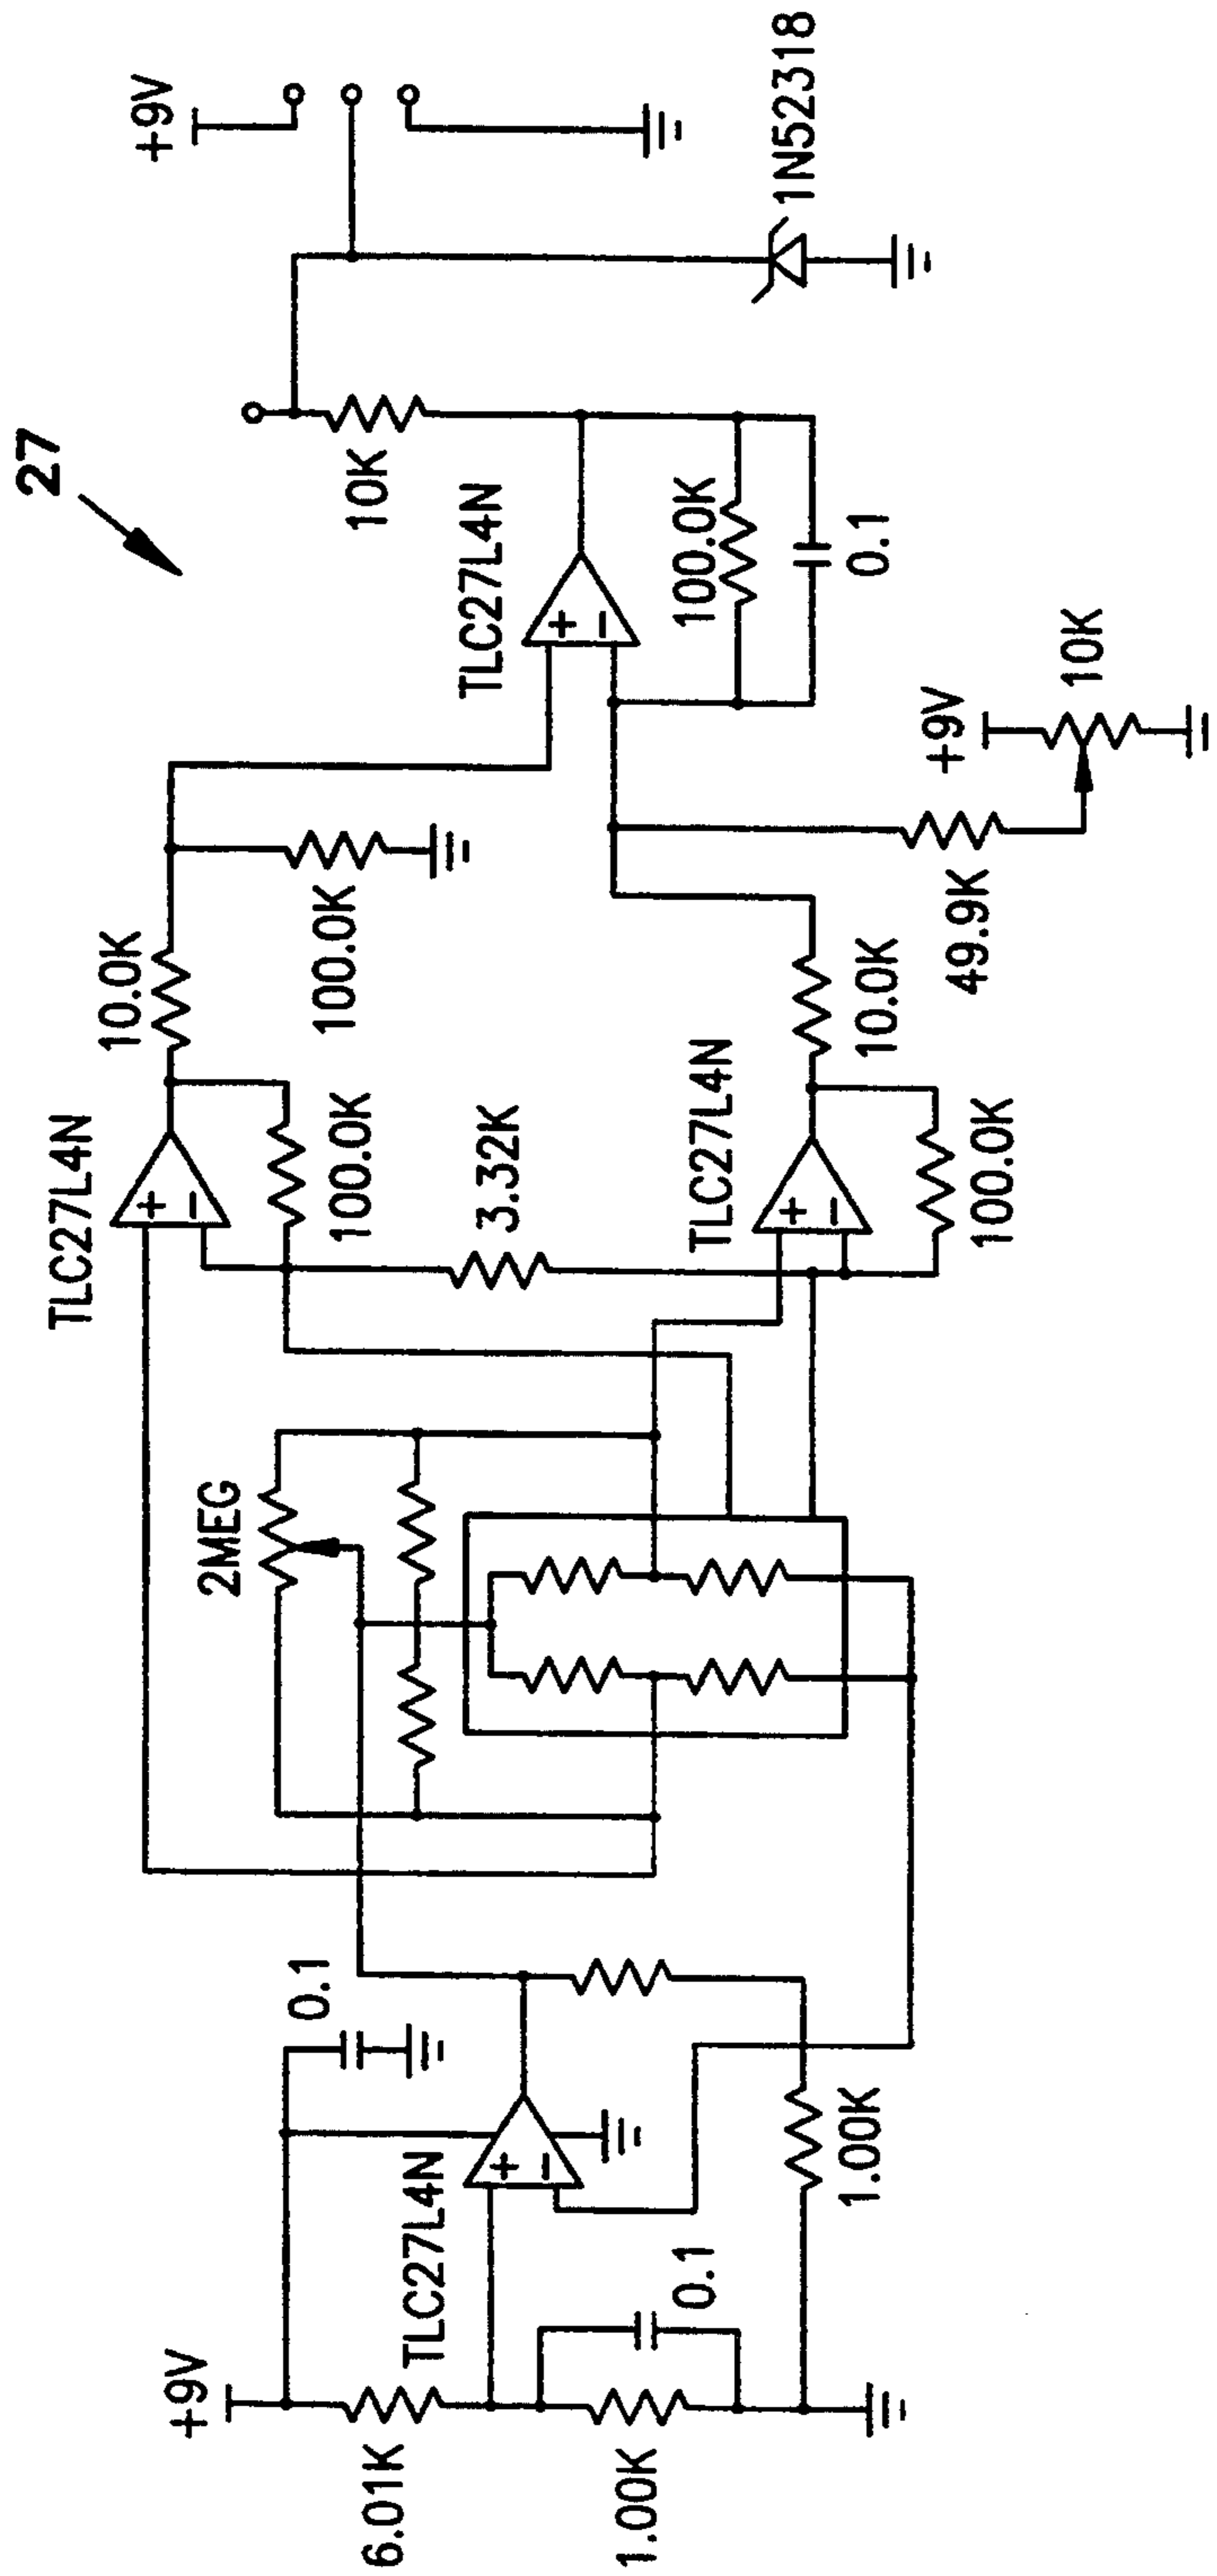 27
+9V
6.01K
1.00K
0.1
TLC27L4N
0.1
1.00K
2MEG
TLC27L4N
+
-
+
-
100.0K
3.32K
TLC27L4N
+
-
100.0K
10.0K
100.0K
10.0K
49.9K
+9V
10K
TLC27L4N
+
-
100.0K
0.1
10K
+9V
1N52318